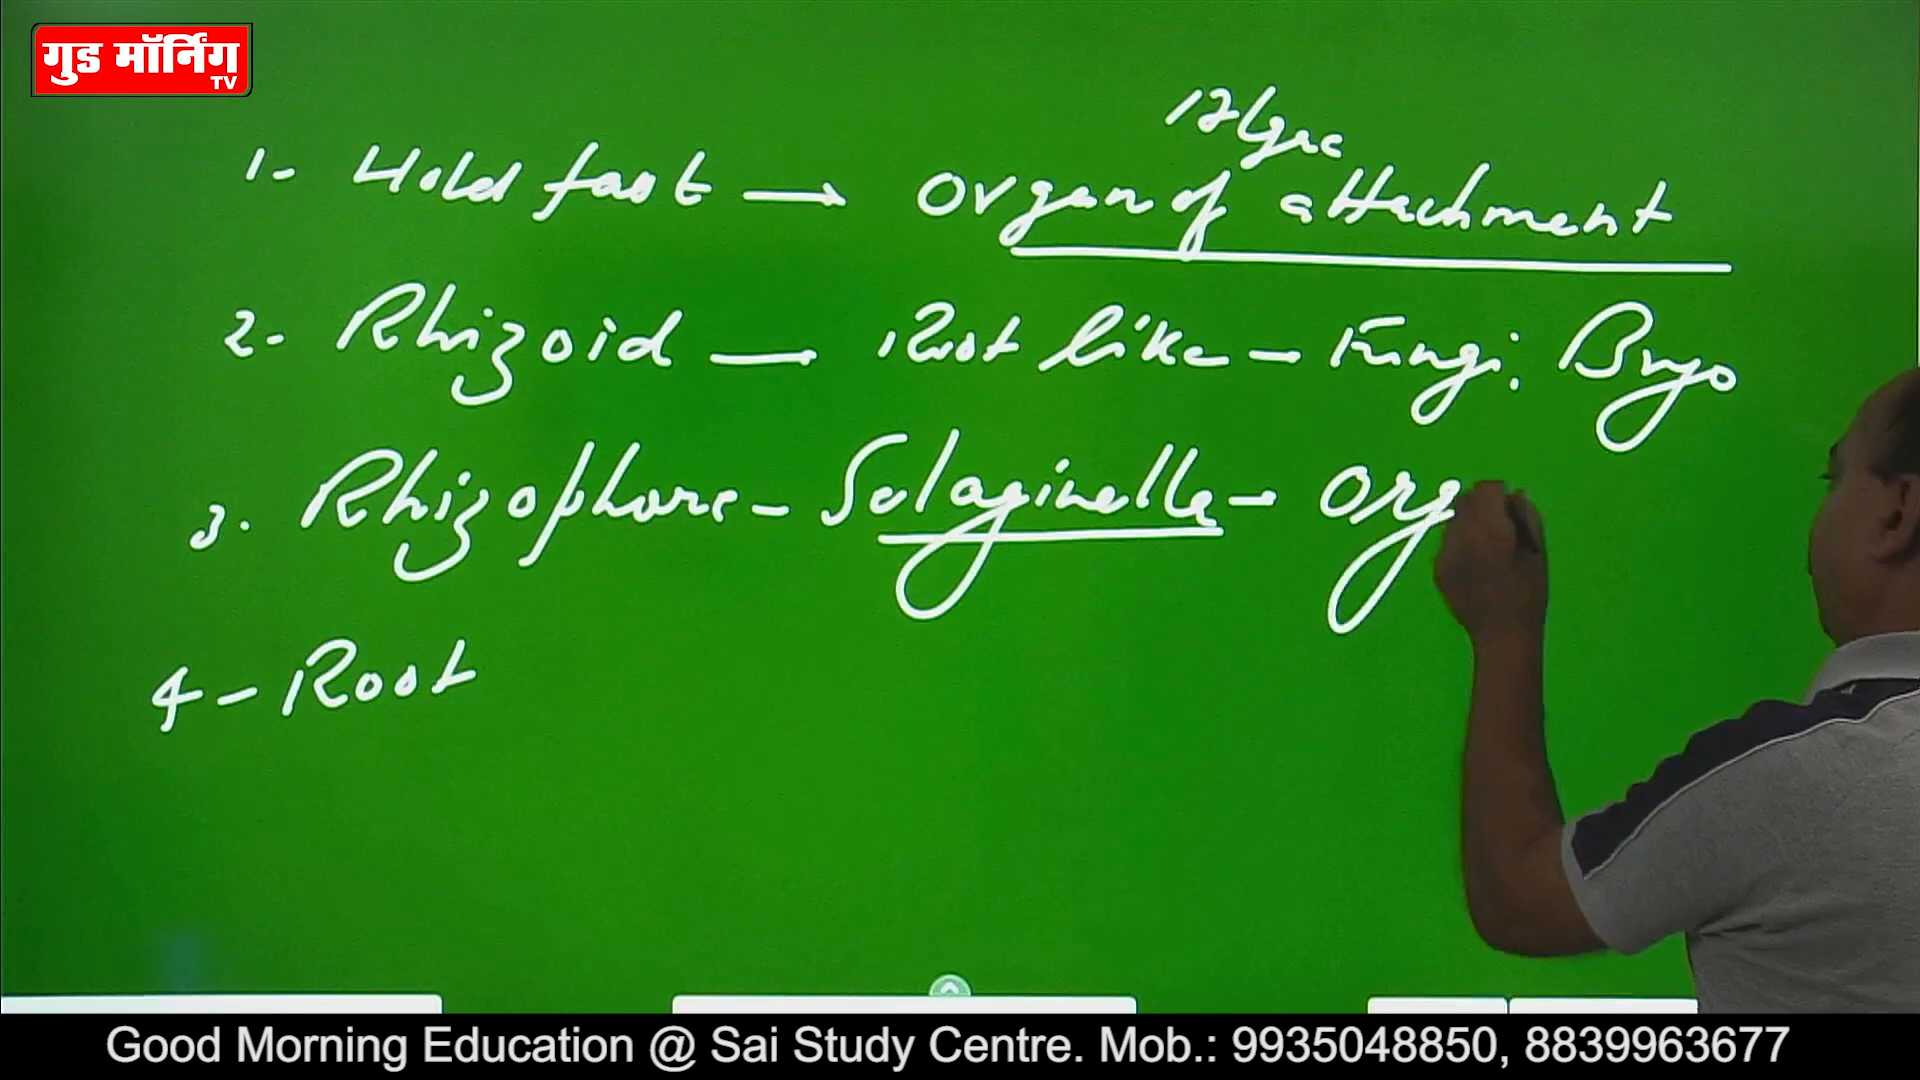 गुड मॉर्निंग
TV
Algae
1- Hold fast → Organ of attachment
2- Rhizoid — Root like – Fungi, Bryo
3. Rhizophore – Selaginella – Org
4 – Root
Good Morning Education @ Sai Study Centre. Mob.: 9935048850, 8839963677